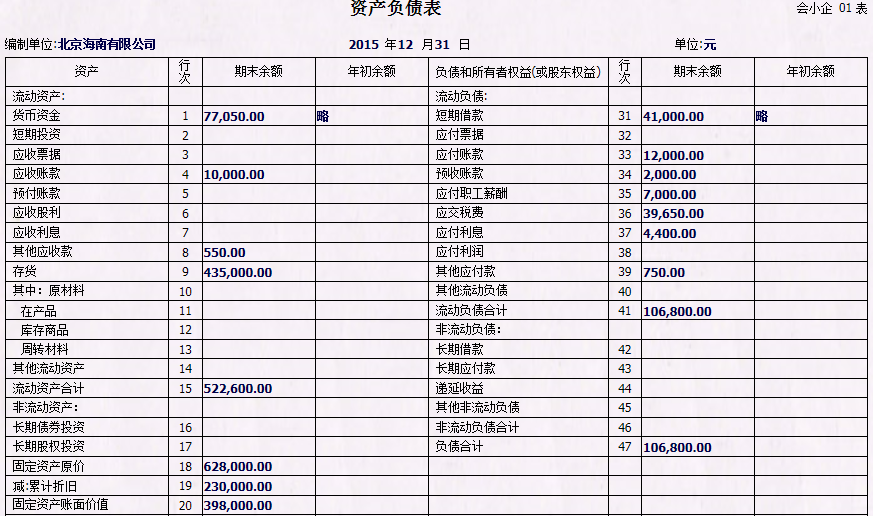 资产负债表
会小企 01 表
编制单位:北京海南有限公司 2015 年 12 月 31 日 单位:元
资产 行次 期末余额 年初余额 负债和所有者权益(或股东权益) 行次 期末余额 年初余额
流动资产: 流动负债:
货币资金 1 77,050.00 略 短期借款 31 41,000.00 略
短期投资 2 应付票据 32
应收票据 3 应付账款 33 12,000.00
应收账款 4 10,000.00 预收账款 34 2,000.00
预付账款 5 应付职工薪酬 35 7,000.00
应收股利 6 应交税费 36 39,650.00
应收利息 7 应付利息 37 4,400.00
其他应收款 8 550.00 应付利润 38
存货 9 435,000.00 其他应付款 39 750.00
其中: 原材料 10 其他流动负债 40
在产品 11 流动负债合计 41 106,800.00
库存商品 12 非流动负债:
周转材料 13 长期借款 42
其他流动资产 14 长期应付款 43
流动资产合计 15 522,600.00 递延收益 44
非流动资产: 其他非流动负债 45
长期债券投资 16 非流动负债合计 46
长期股权投资 17 负债合计 47 106,800.00
固定资产原价 18 628,000.00
减:累计折旧 19 230,000.00
固定资产账面价值 20 398,000.00